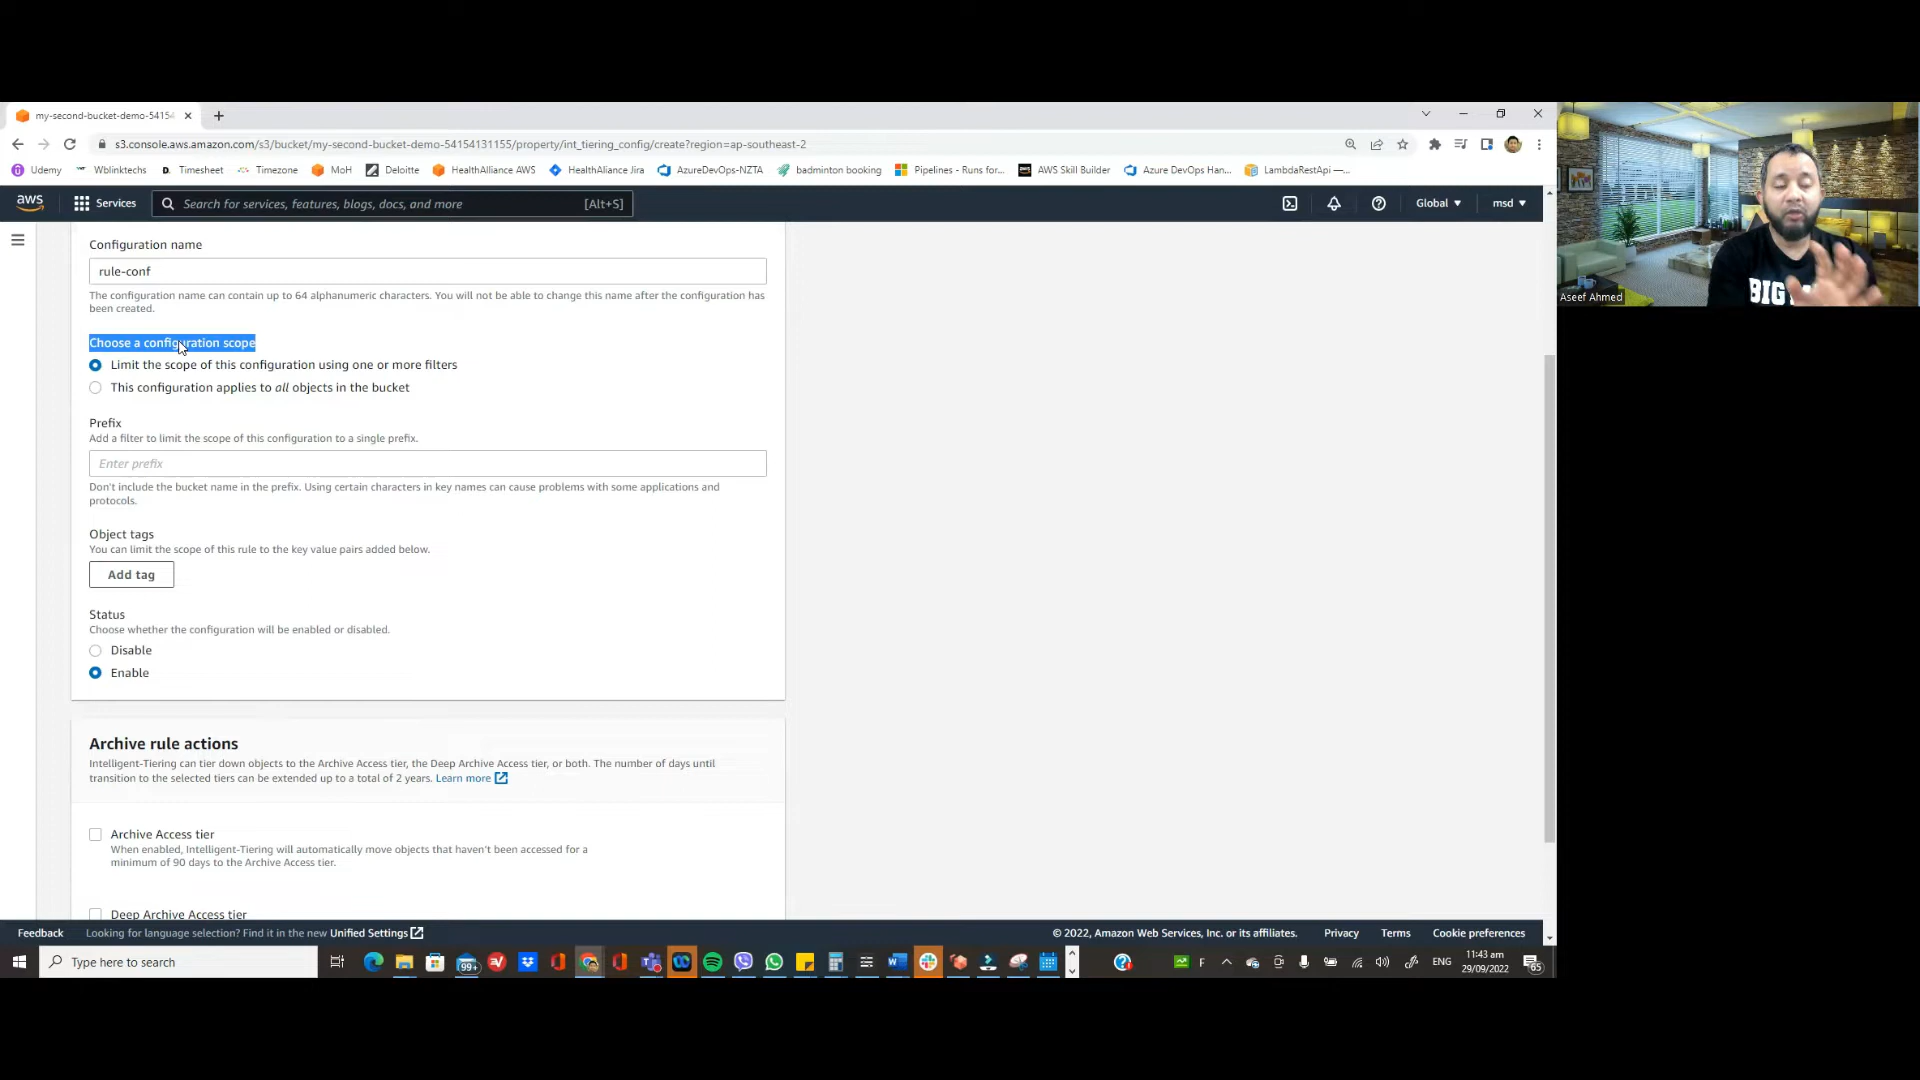 my-second-bucket-demo-54154
s3.console.aws.amazon.com/s3/bucket/my-second-bucket-demo-54154131155/property/int_tiering_config/create?region=ap-southeast-2
Udemy Wblinktechs Timesheet Timezone MoH Deloitte HealthAlliance AWS HealthAlliance Jira AzureDevOps-NZTA badminton booking Pipelines - Runs for... AWS Skill Builder Azure DevOps Han... LambdaRestApi —...
aws Services Search for services, features, blogs, docs, and more [Alt+S] Global msd
Configuration name
rule-conf
The configuration name can contain up to 64 alphanumeric characters. You will not be able to change this name after the configuration has
been created.
Choose a configuration scope
Limit the scope of this configuration using one or more filters
This configuration applies to all objects in the bucket
Prefix
Add a filter to limit the scope of this configuration to a single prefix.
Enter prefix
Don't include the bucket name in the prefix. Using certain characters in key names can cause problems with some applications and
protocols.
Object tags
You can limit the scope of this rule to the key value pairs added below.
Add tag
Status
Choose whether the configuration will be enabled or disabled.
Disable
Enable
Archive rule actions
Intelligent-Tiering can tier down objects to the Archive Access tier, the Deep Archive Access tier, or both. The number of days until
transition to the selected tiers can be extended up to a total of 2 years. Learn more
Archive Access tier
When enabled, Intelligent-Tiering will automatically move objects that haven't been accessed for a
minimum of 90 days to the Archive Access tier.
Deep Archive Access tier
Feedback Looking for language selection? Find it in the new Unified Settings © 2022, Amazon Web Services, Inc. or its affiliates. Privacy Terms Cookie preferences
Type here to search 99+ F ENG 11:43 am
29/09/2022 65
BIG
Aseef Ahmed